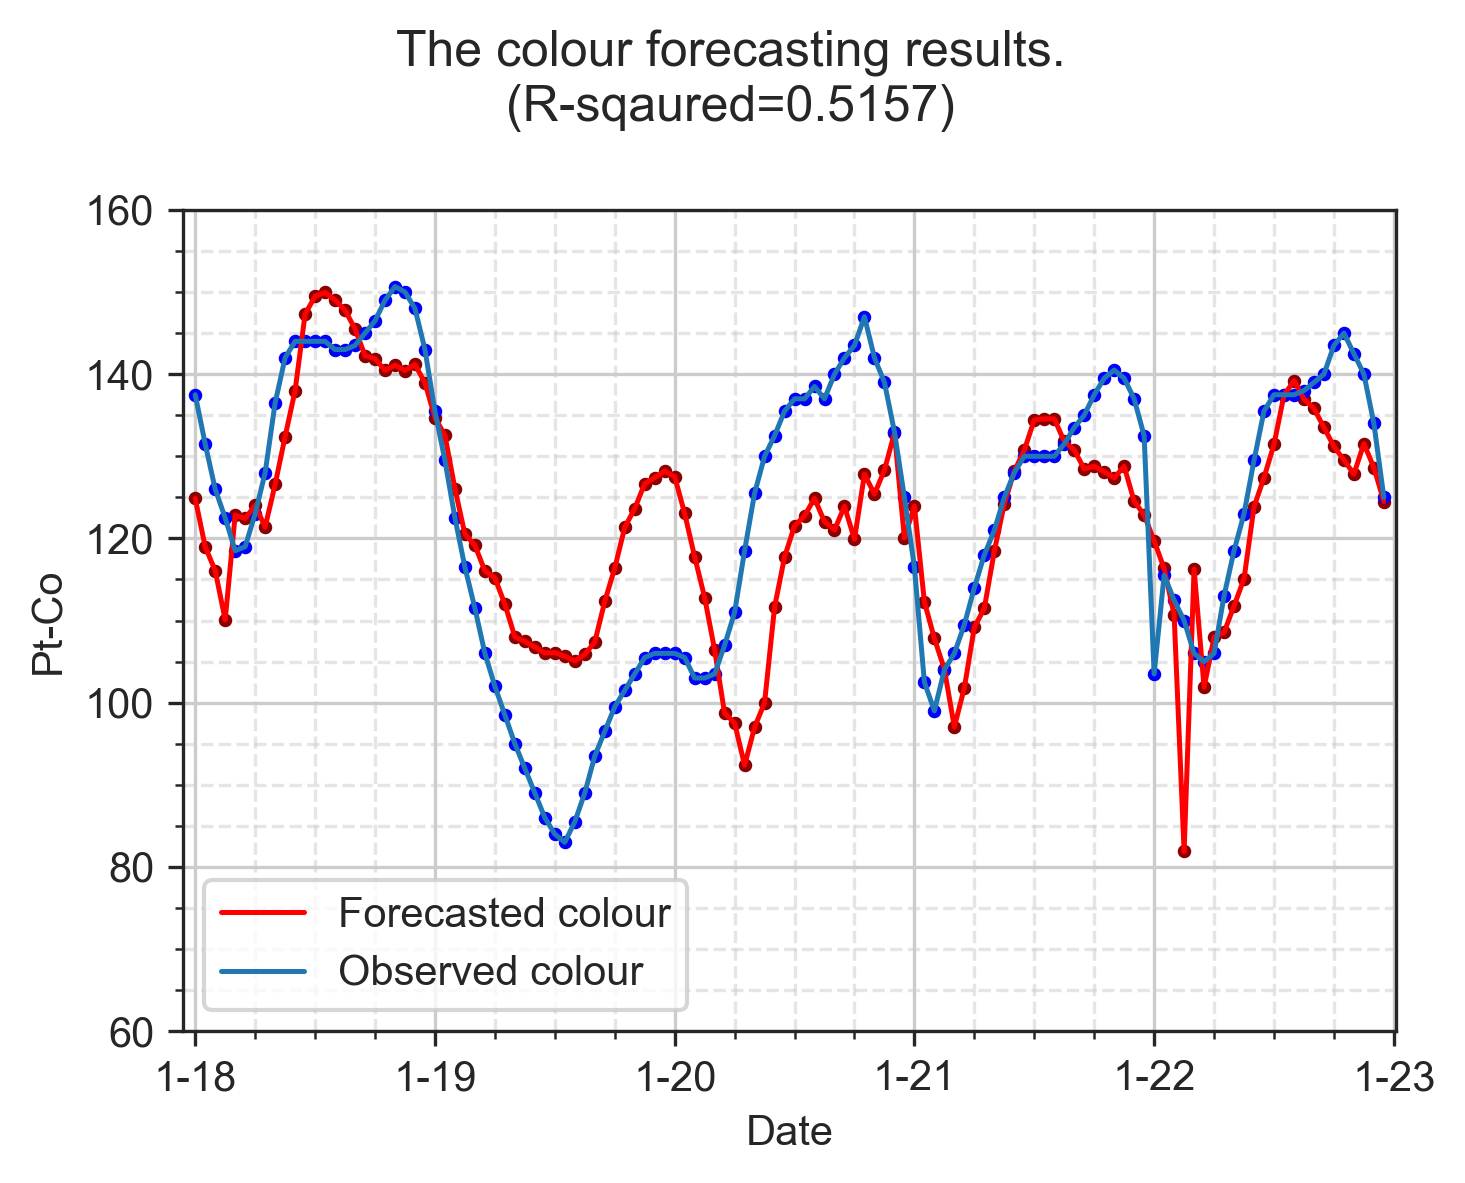 The colour forecasting results.
(R-sqaured=0.5157)
160
140
120
100
80
60
Pt-Co
Forecasted colour
Observed colour
1-18 1-19 1-20 1-21 1-22 1-23
Date